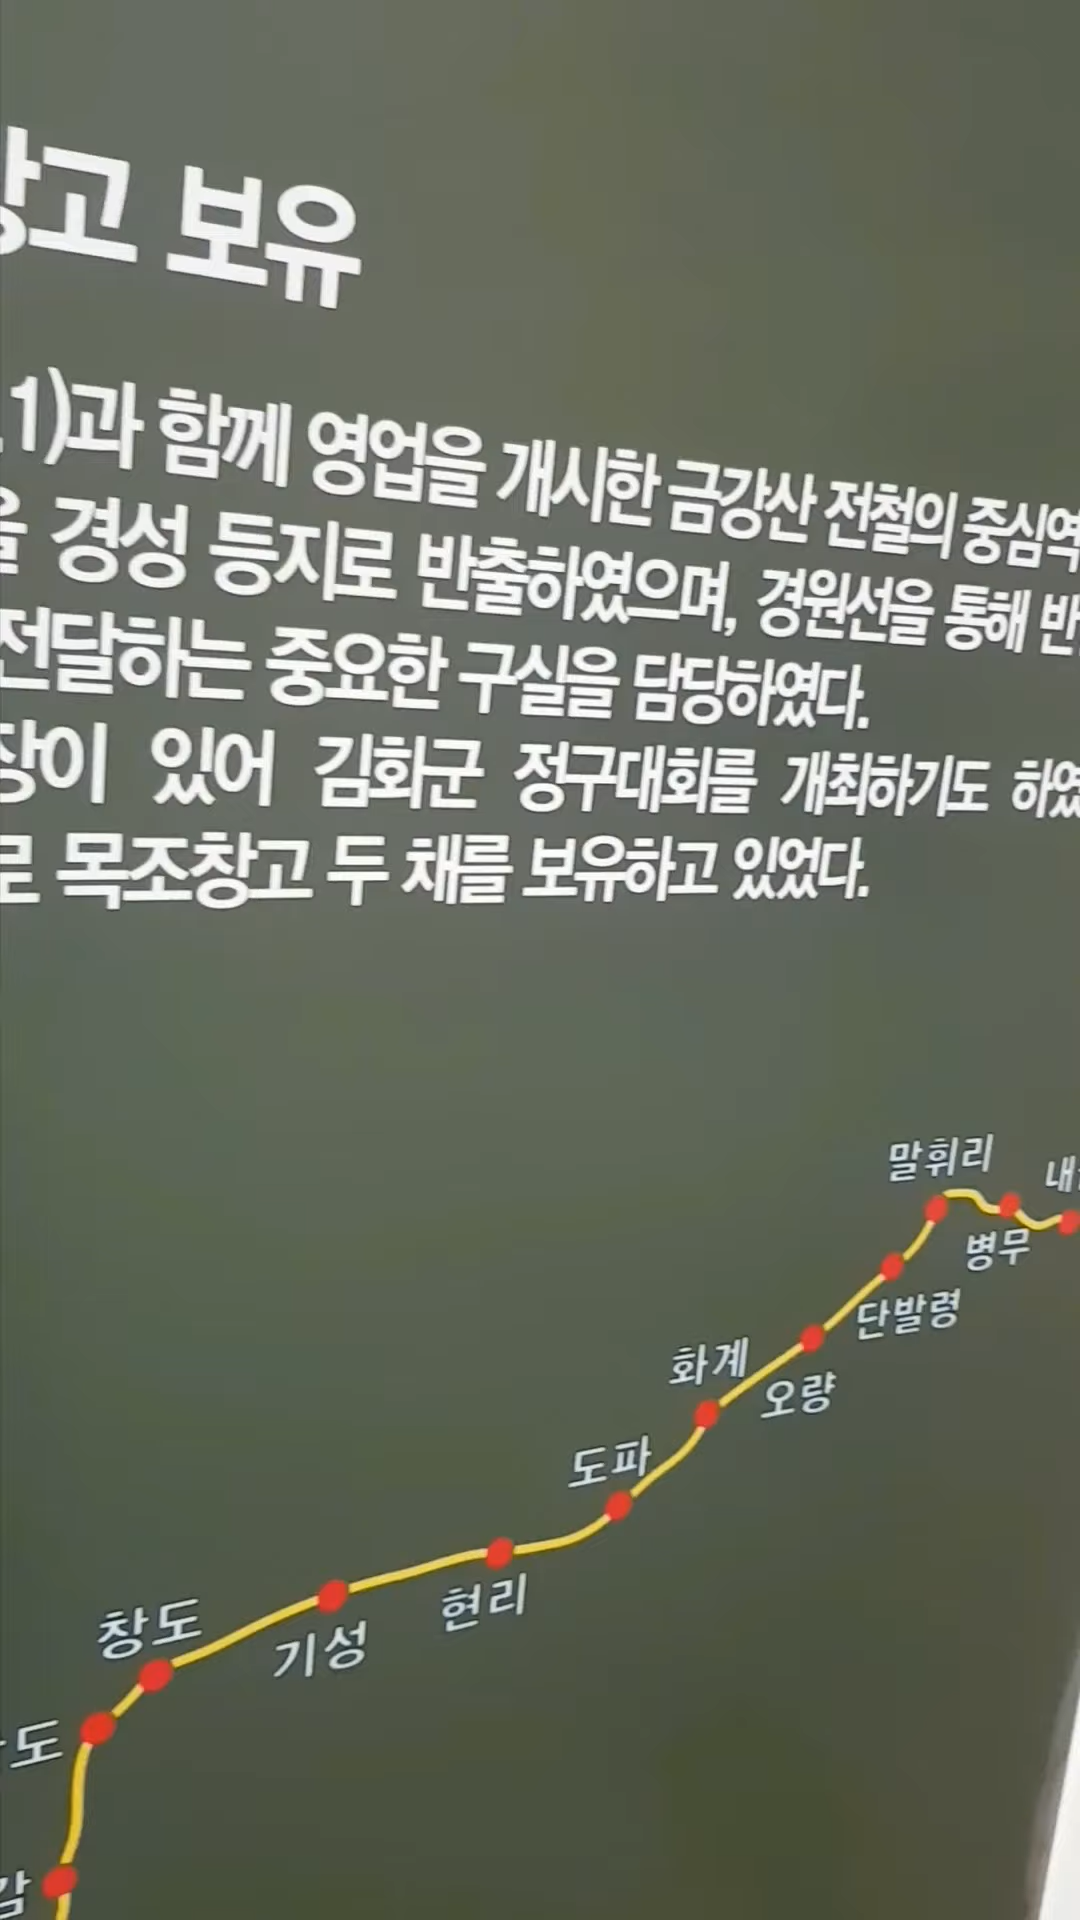 창고 보유
.1)과 함께 영업을 개시한 금강산 전철의 중심역
을 경성 등지로 반출하였으며, 경원선을 통해
전달하는 중요한 구실을 담당하였다.
있어 김화군 정구대회를 개최하기도
로 목조창고 두 채를 보유하고 있었다.
말휘리
병무
단발령
화계
오량
도파
현리
창도
기성